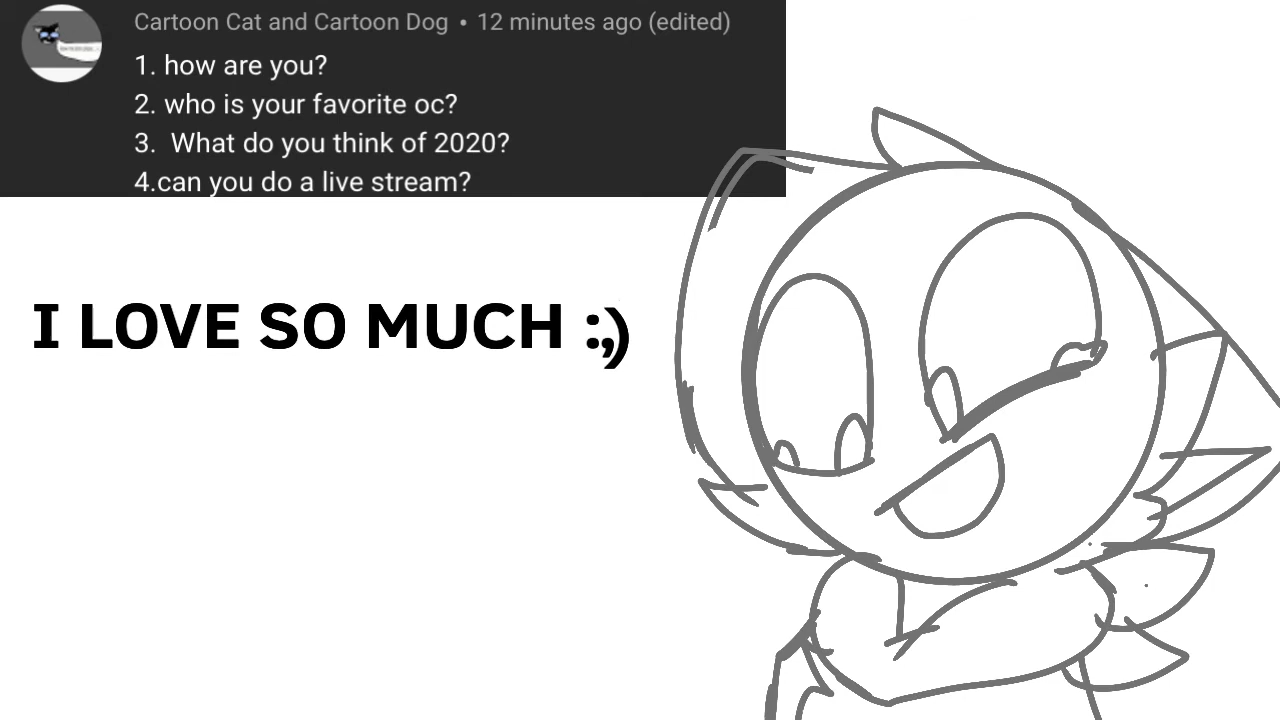 Cartoon Cat and Cartoon Dog • 12 minutes ago (edited)
1. how are you?
2. who is your favorite oc?
3.  What do you think of 2020?
4.can you do a live stream?
I LOVE SO MUCH :,)